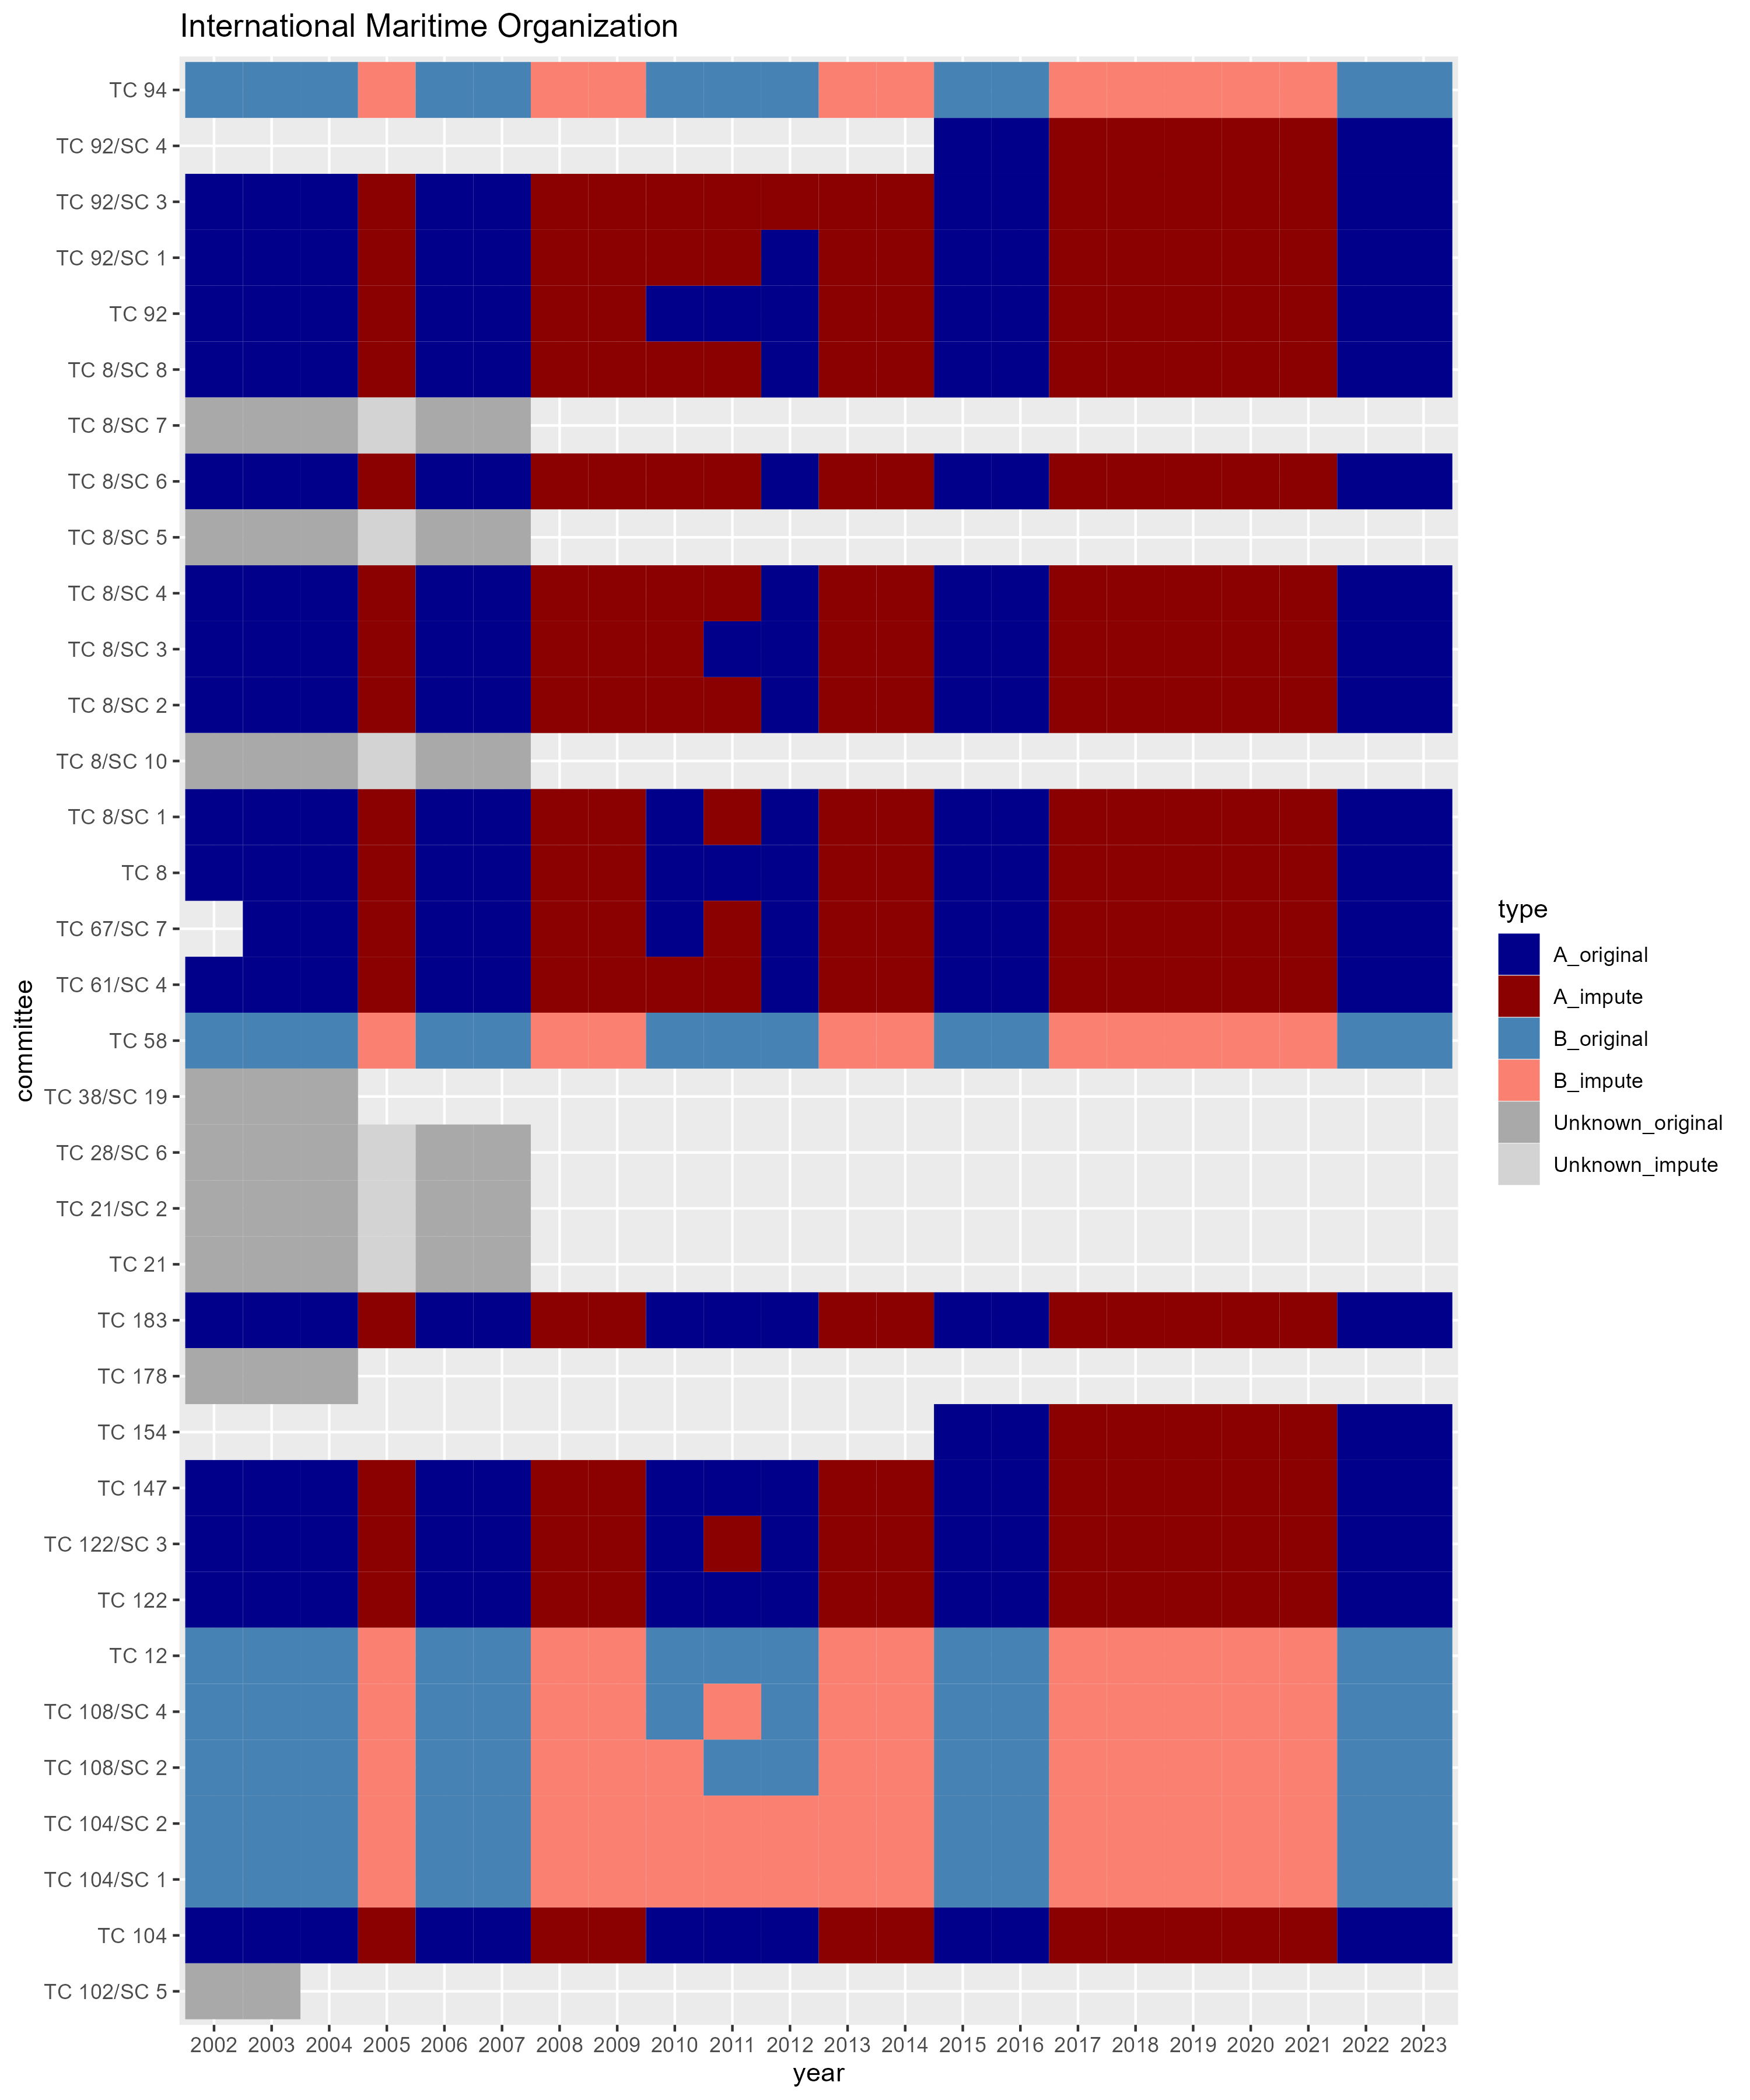 International Maritime Organization
TC 94
TC 92/SC 4
TC 92/SC 3
TC 92/SC 1
TC 92
TC 8/SC 8
TC 8/SC 7
TC 8/SC 6
TC 8/SC 5
TC 8/SC 4
TC 8/SC 3
TC 8/SC 2
TC 8/SC 10
TC 8/SC 1
TC 8
TC 67/SC 7
TC 61/SC 4
TC 58
TC 38/SC 19
TC 28/SC 6
TC 21/SC 2
TC 21
TC 183
TC 178
TC 154
TC 147
TC 122/SC 3
TC 122
TC 12
TC 108/SC 4
TC 108/SC 2
TC 104/SC 2
TC 104/SC 1
TC 104
TC 102/SC 5
committee
2002 2003 2004 2005 2006 2007 2008 2009 2010 2011 2012 2013 2014 2015 2016 2017 2018 2019 2020 2021 2022 2023
year
type
A_original
A_impute
B_original
B_impute
Unknown_original
Unknown_impute